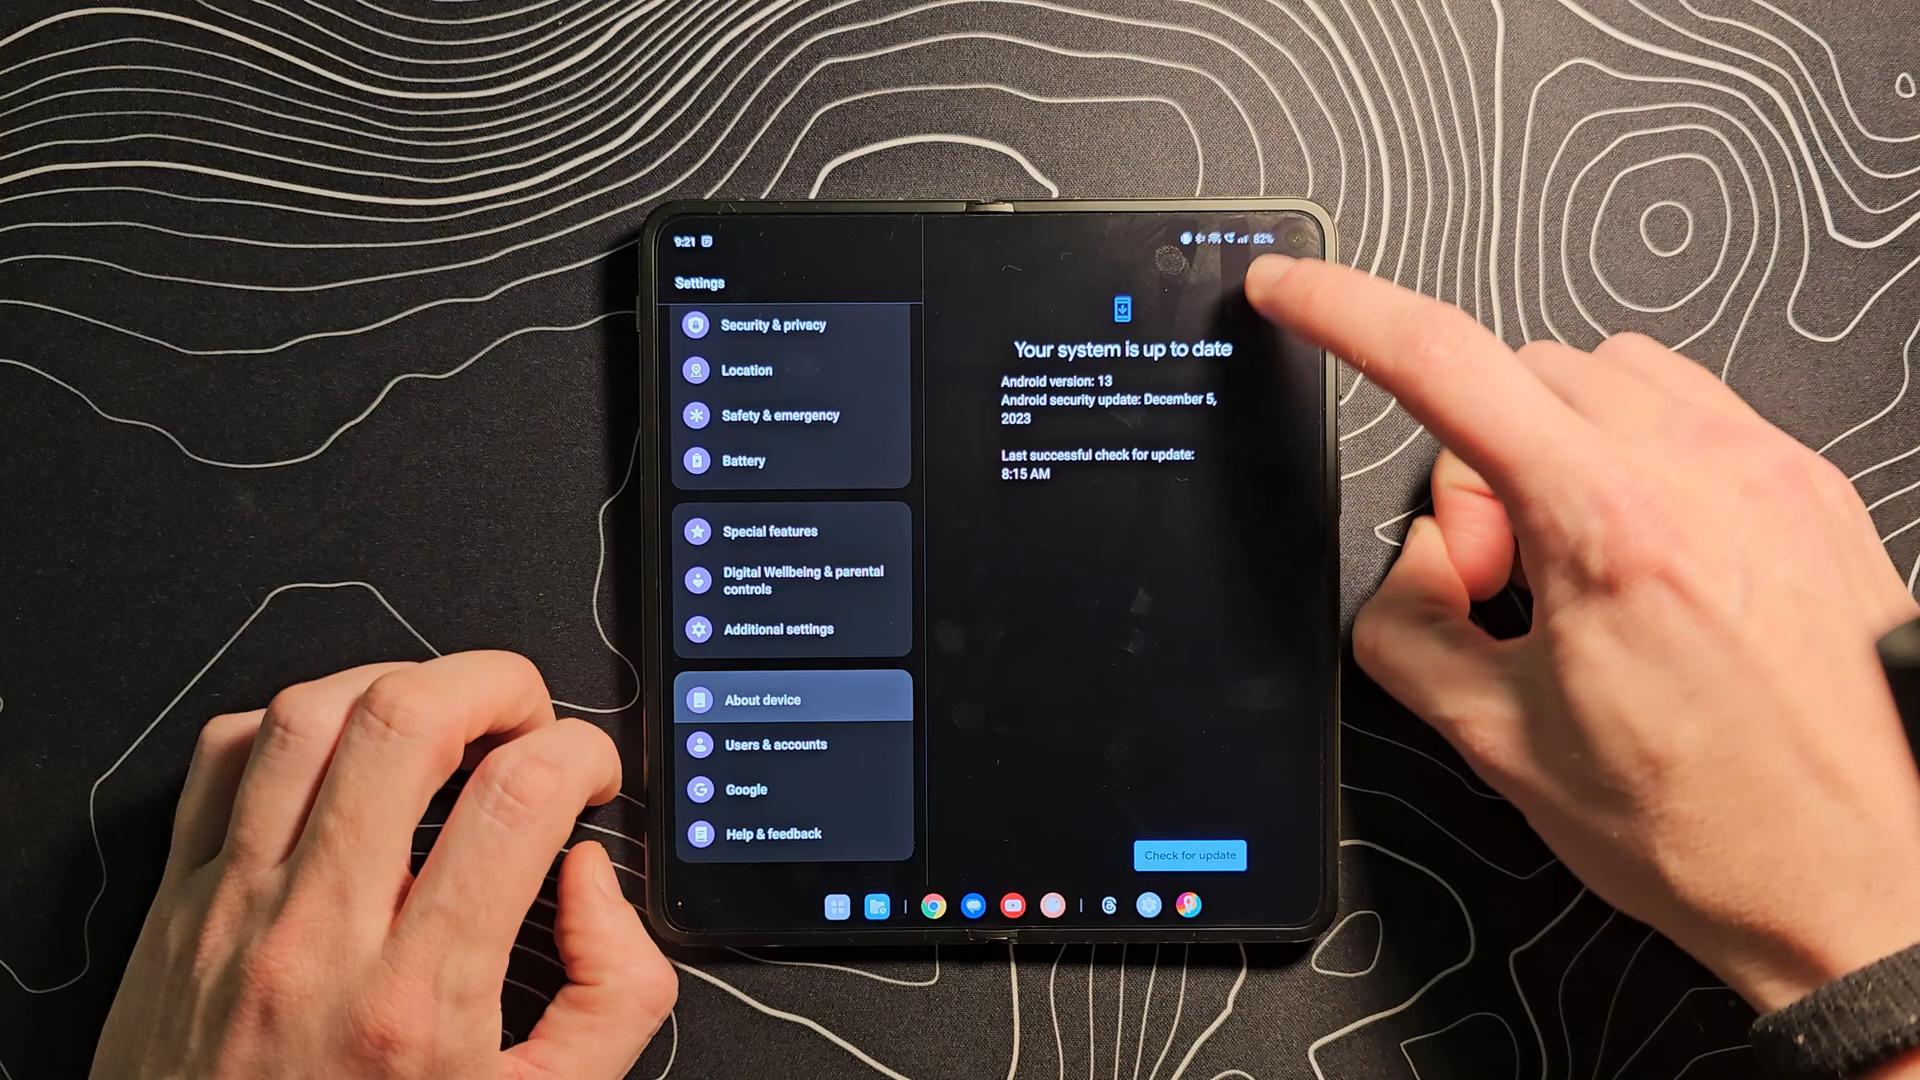 9:21
82%
Settings
Security & privacy
Location
Safety & emergency
Battery
Special features
Digital Wellbeing & parental
controls
Additional settings
About device
Users & accounts
Google
Help & feedback
Your system is up to date
Android version: 13
Android security update: December 5,
2023
Last successful check for update:
8:15 AM
Check for update